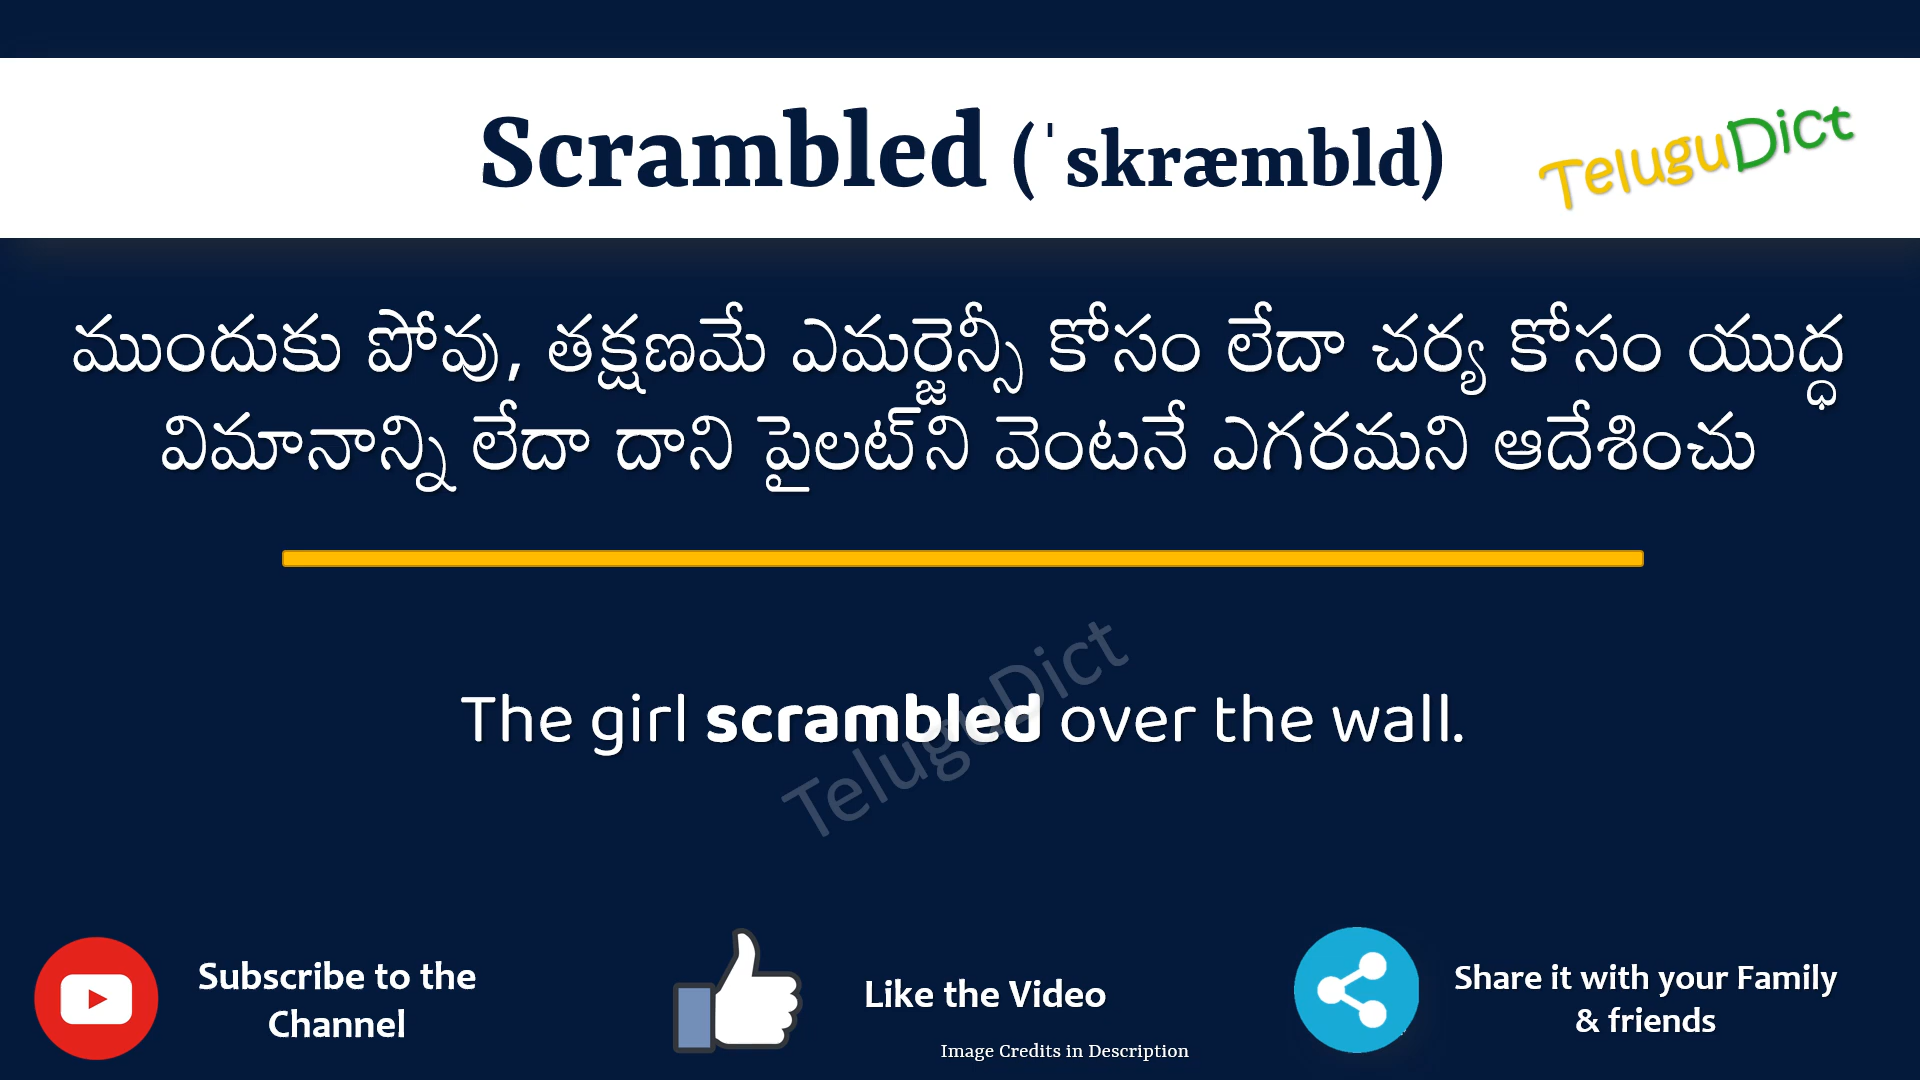 Scrambled (ˈskræmbld)
TeluguDict
ముందుకు పోవు, తక్షణమే ఎమర్జెన్సీ కోసం లేదా చర్య కోసం యుద్ధ
విమానాన్ని లేదా దాని పైలట్‌ని వెంటనే ఎగరమని ఆదేశించు
The girl scrambled over the wall.
TeluguDict
Subscribe to the
Channel
Like the Video
Share it with your Family
& friends
Image Credits in Description